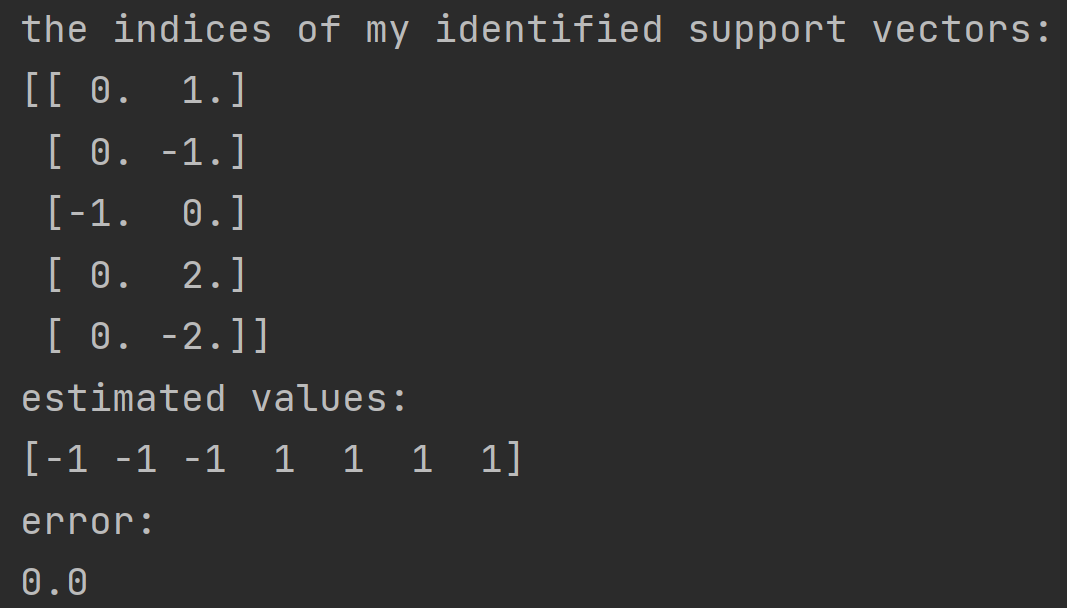 the indices of my identified support vectors:
[[ 0.  1.]
 [ 0. -1.]
 [-1.  0.]
 [ 0.  2.]
 [ 0. -2.]]
estimated values:
[-1 -1 -1  1  1  1  1]
error:
0.0